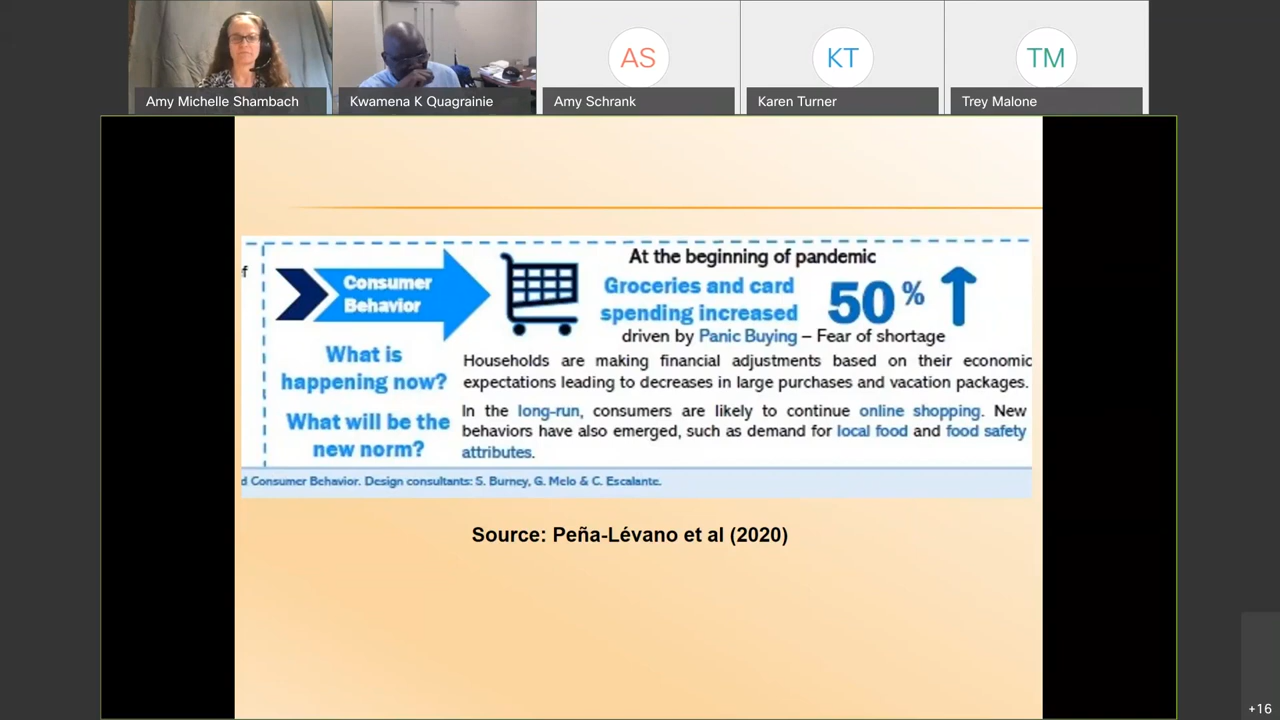 AS
KT
TM
Amy Michelle Shambach
Kwamena K Quagrainie
Amy Schrank
Karen Turner
Trey Malone
f
Consumer
Behavior
At the beginning of pandemic
Groceries and card
spending increased
50%
driven by Panic Buying – Fear of shortage
What is
happening now?
Households are making financial adjustments based on their economic
expectations leading to decreases in large purchases and vacation packages.
What will be the
new norm?
In the long-run, consumers are likely to continue online shopping. New
behaviors have also emerged, such as demand for local food and food safety
attributes.
d Consumer Behavior. Design consultants: S. Burney, G. Melo & C. Escalante.
Source: Peña-Lévano et al (2020)
+16